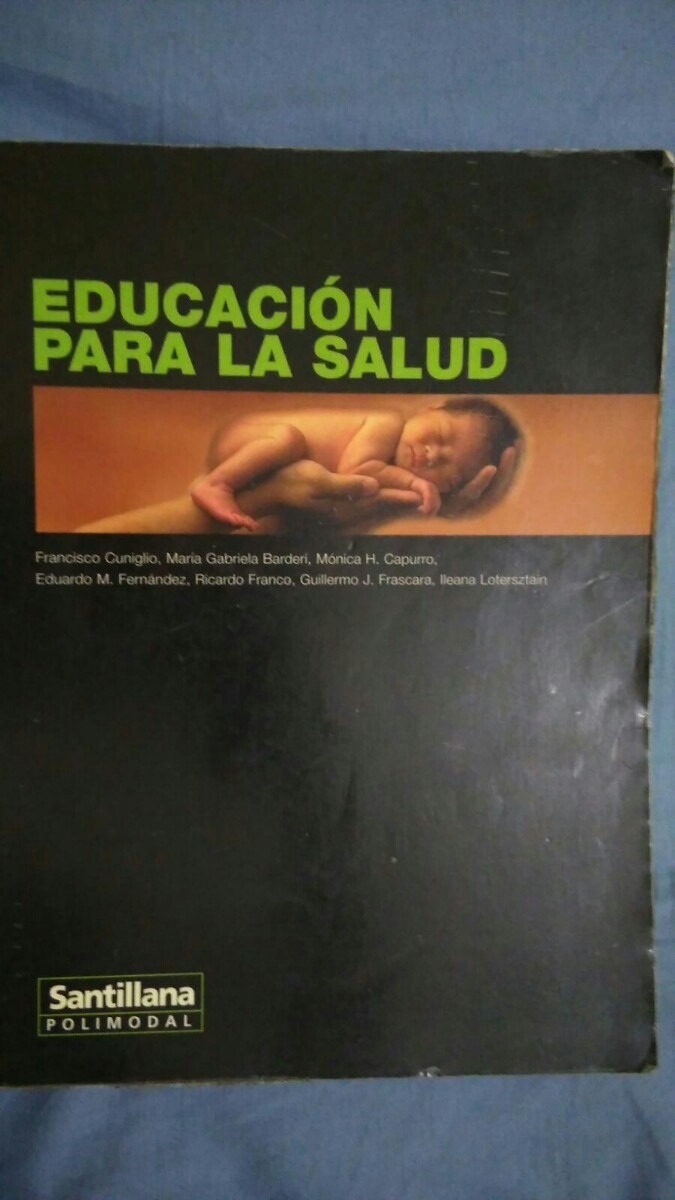 EDUCACIÓN
PARA LA SALUD
Francisco Cuniglio, María Gabriela Barderi, Mónica H. Capurro,
Eduardo M. Fernández, Ricardo Franco, Guillermo J. Frascara, Ileana Lotersztain
Santillana
POLIMODAL